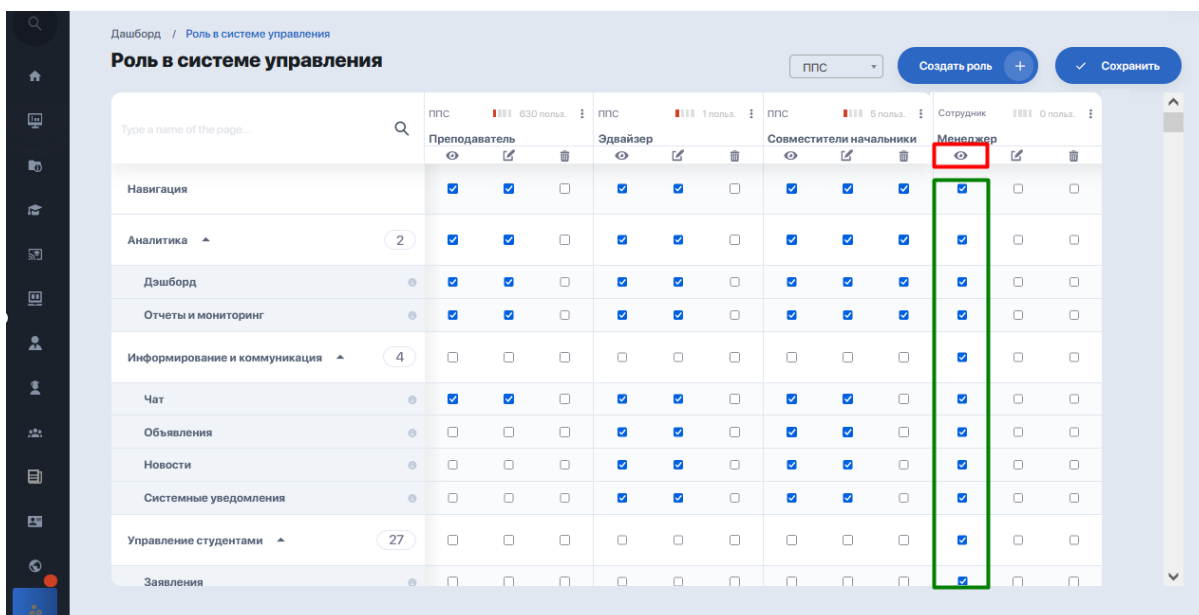 Дашборд / Роль в системе управления
Роль в системе управления
ППС
Создать роль
Сохранить
Type a name of the page...
ППС 630 польз.
Преподаватель
ППС 1 польз.
Эдвайзер
ППС 5 польз.
Совместители начальники
Сотрудник 0 польз.
Менеджер
Навигация
Аналитика 2
Дэшборд
Отчеты и мониторинг
Информирование и коммуникация 4
Чат
Объявления
Новости
Системные уведомления
Управление студентами 27
Заявления